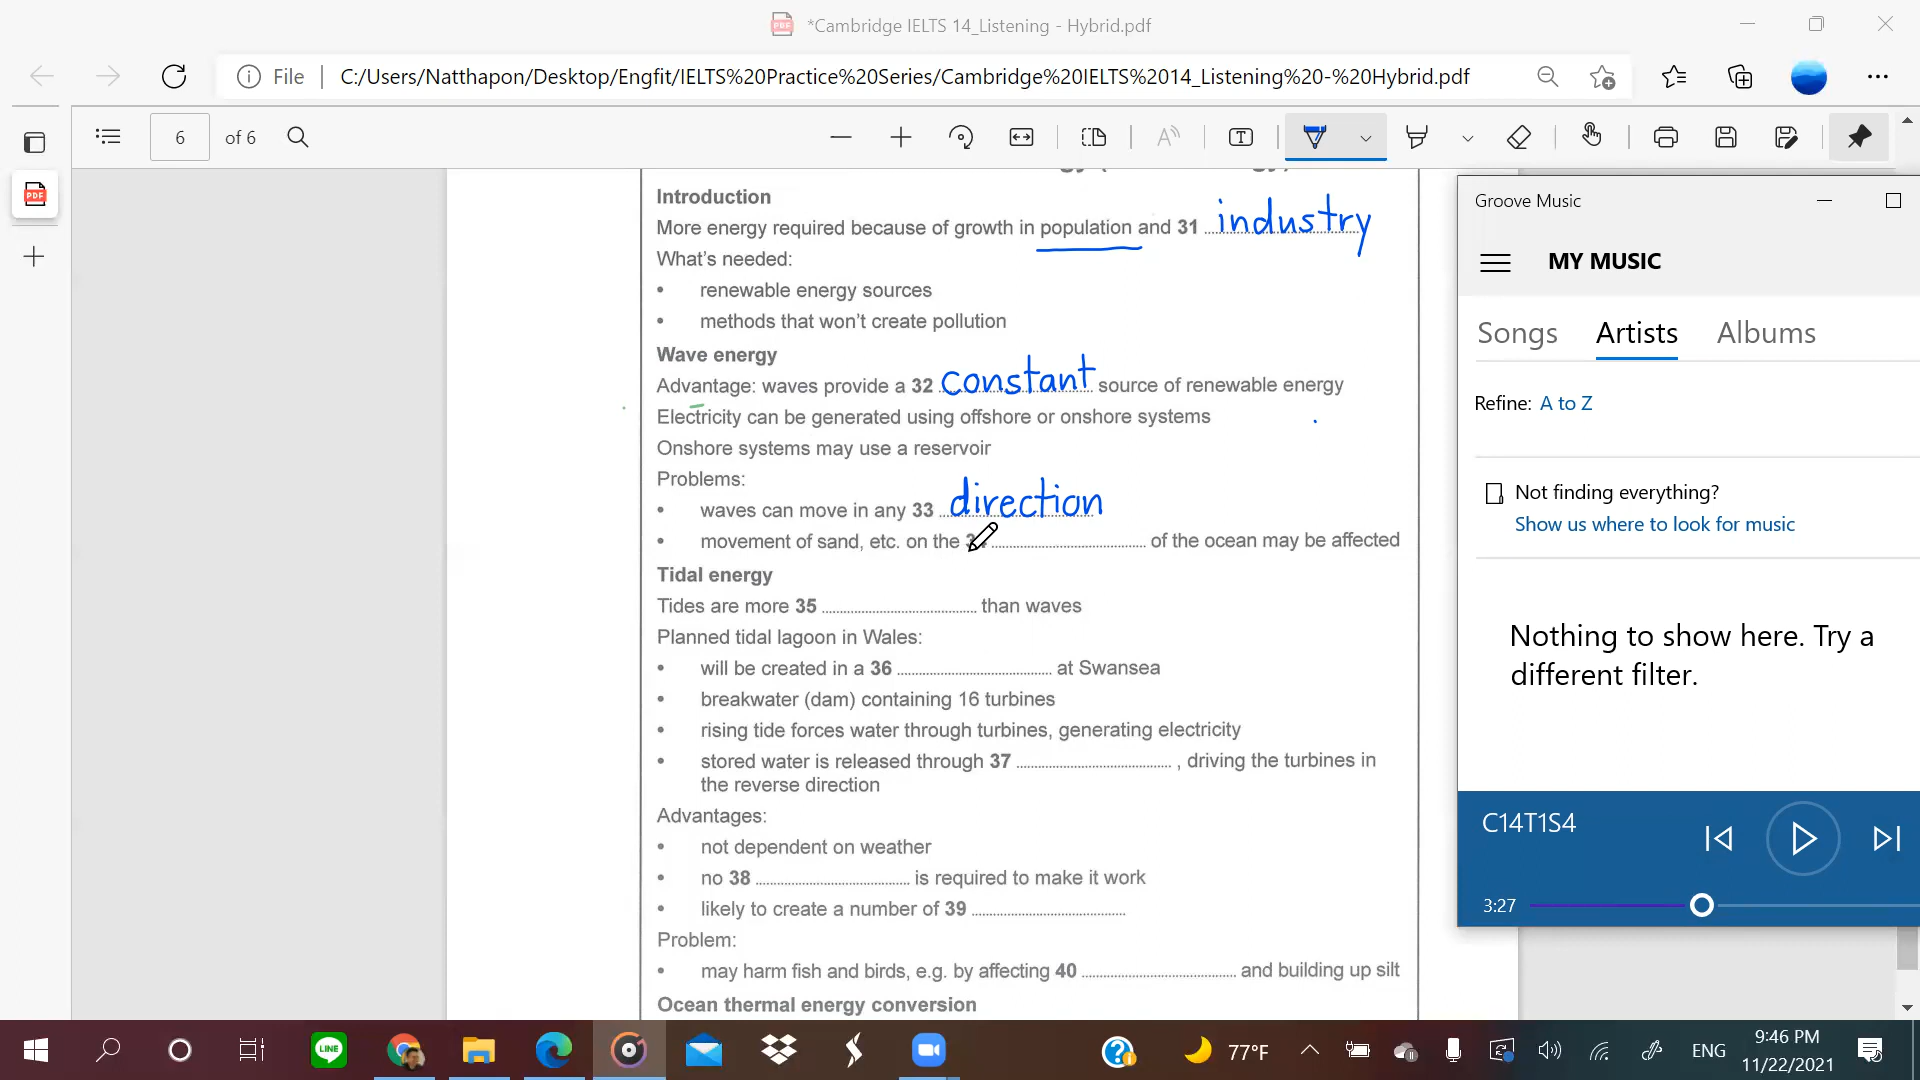 *Cambridge IELTS 14_Listening - Hybrid.pdf
File | C:/Users/Natthapon/Desktop/Engfit/IELTS%20Practice%20Series/Cambridge%20IELTS%2014_Listening%20-%20Hybrid.pdf
6 of 6
Introduction
More energy required because of growth in population and 31 industry
What's needed:
• renewable energy sources
• methods that won't create pollution
Wave energy
Advantage: waves provide a 32 constant source of renewable energy
Electricity can be generated using offshore or onshore systems
Onshore systems may use a reservoir
Problems:
• waves can move in any 33 direction
• movement of sand, etc. on the ........ of the ocean may be affected
Tidal energy
Tides are more 35 ........ than waves
Planned tidal lagoon in Wales:
• will be created in a 36 ........ at Swansea
• breakwater (dam) containing 16 turbines
• rising tide forces water through turbines, generating electricity
• stored water is released through 37 ........ , driving the turbines in
the reverse direction
Advantages:
• not dependent on weather
• no 38 ........ is required to make it work
• likely to create a number of 39 ........
Problem:
• may harm fish and birds, e.g. by affecting 40 ........ and building up silt
Ocean thermal energy conversion
Groove Music
MY MUSIC
Songs Artists Albums
Refine: A to Z
Not finding everything?
Show us where to look for music
Nothing to show here. Try a
different filter.
C14T1S4
3:27
LINE
77°F
ENG
9:46 PM
11/22/2021